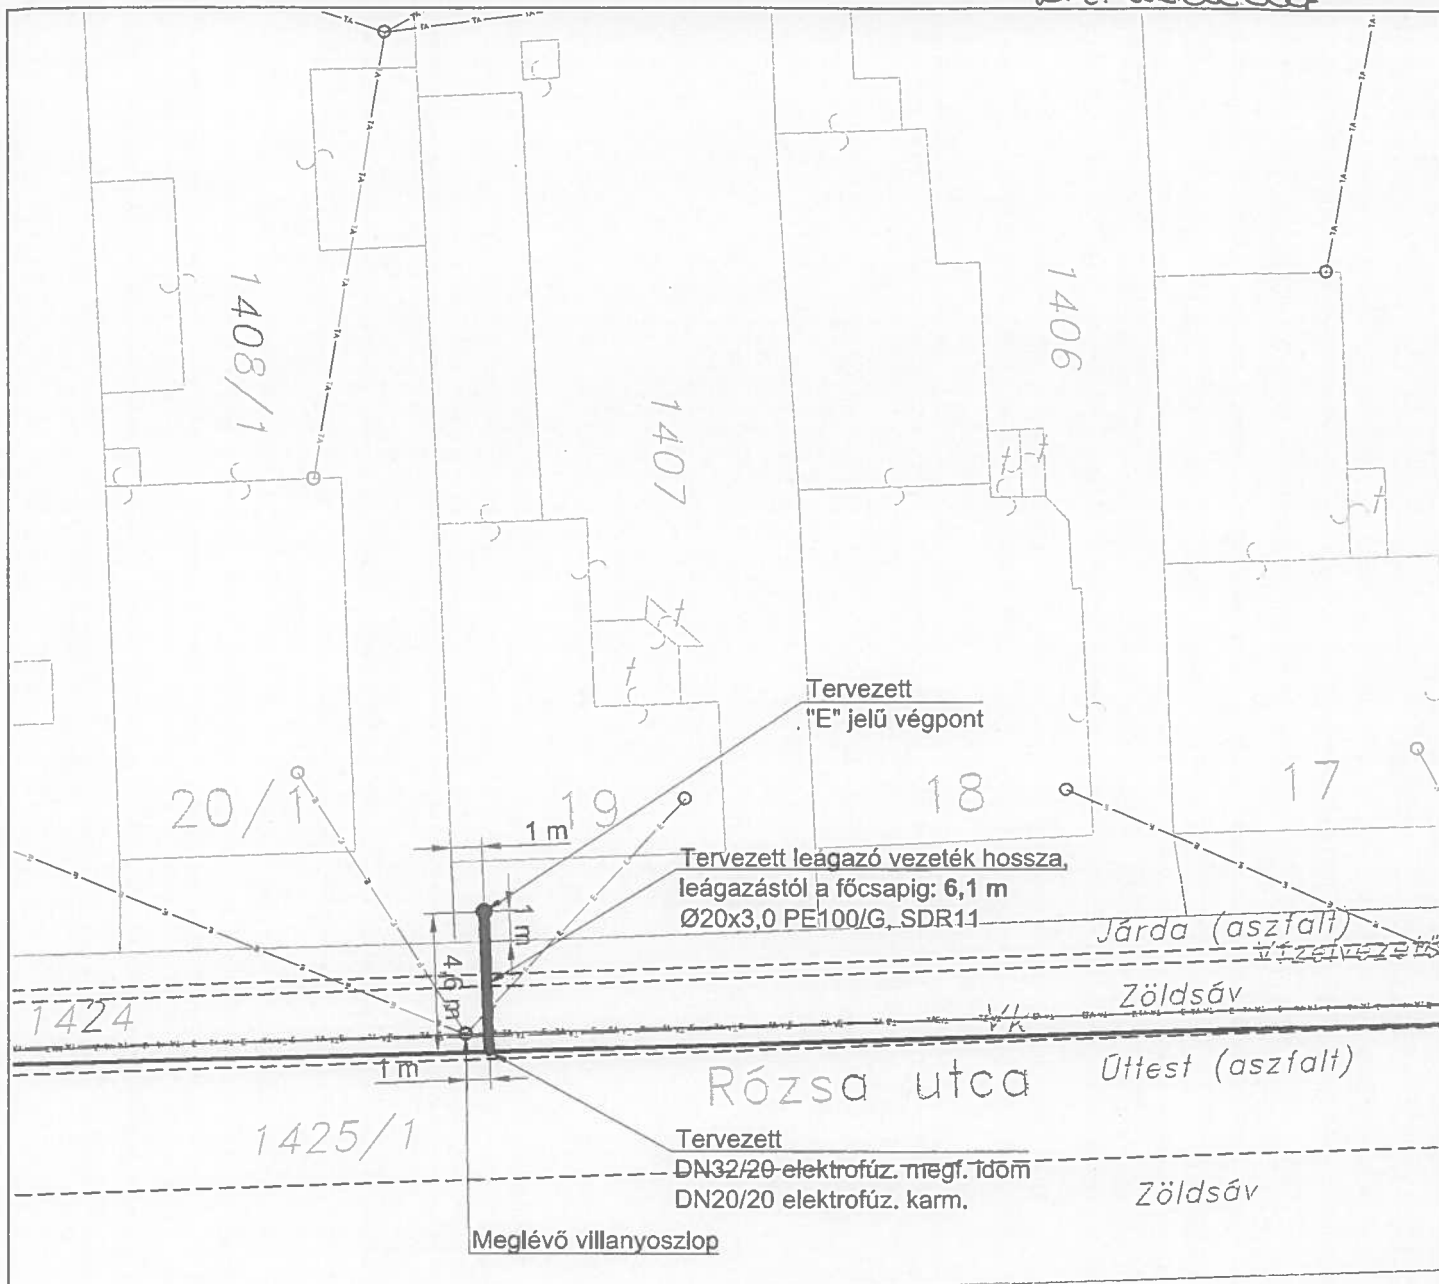 1408/1
1407
1406
Tervezett
"E" jelű végpont
20/1
19
18
17
1 m
Tervezett leágazó vezeték hossza,
leágazástól a főcsapig: 6,1 m
Ø20x3,0 PE100/G, SDR11
1 m
4,6 m
Járda (aszfalt)
Zöldsáv
1424
VK
1 m
Rózsa utca
Úttest (aszfalt)
1425/1
Tervezett
DN32/20 elektrofúz. megf. idom
DN20/20 elektrofúz. karm.
Zöldsáv
Meglévő villanyoszlop